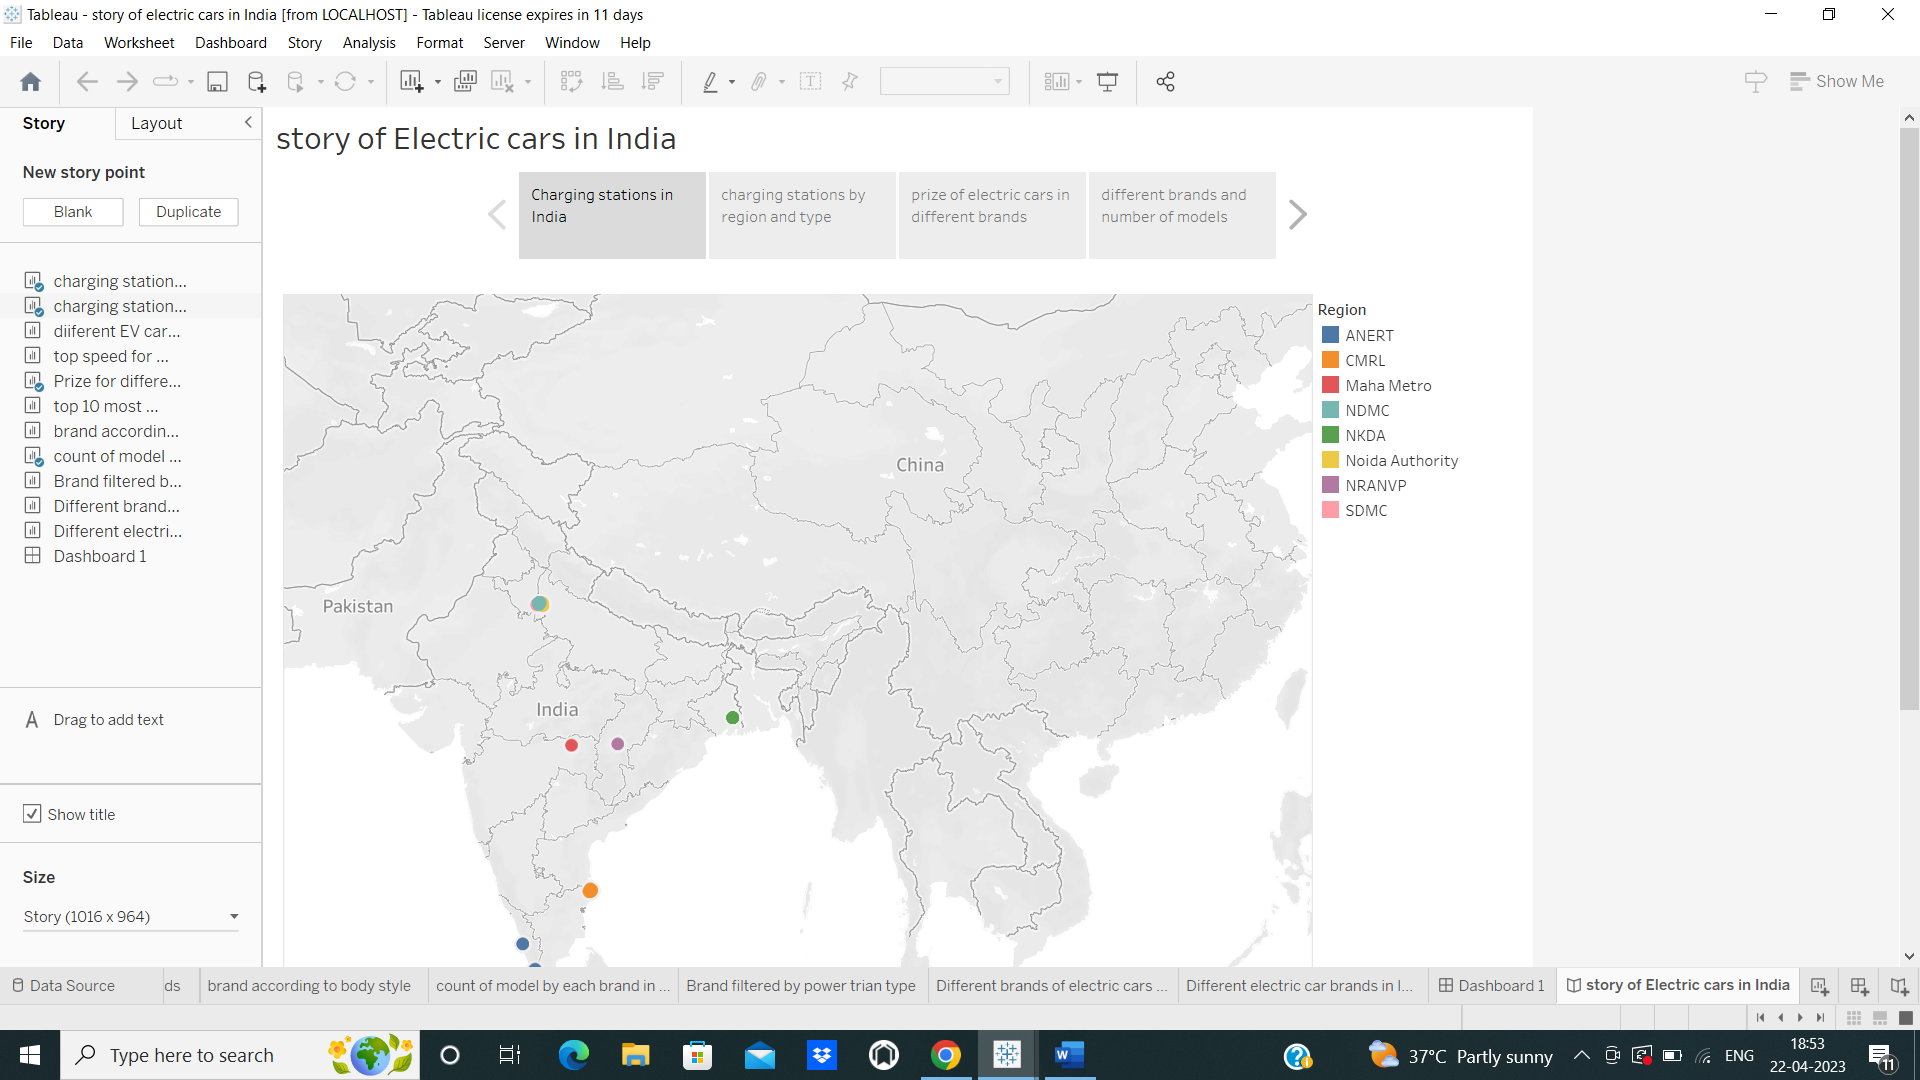 Tableau - story of electric cars in India [from LOCALHOST] - Tableau license expires in 11 days
File Data Worksheet Dashboard Story Analysis Format Server Window Help
Show Me
Story
Layout
New story point
Blank
Duplicate
charging station...
charging station...
diiferent EV car...
top speed for ...
Prize for differe...
top 10 most ...
brand accordin...
count of model ...
Brand filtered b...
Different brand...
Different electri...
Dashboard 1
A Drag to add text
Show title
Size
Story (1016 x 964)
story of Electric cars in India
Charging stations in
India
charging stations by
region and type
prize of electric cars in
different brands
different brands and
number of models
China
Pakistan
India
Region
ANERT
CMRL
Maha Metro
NDMC
NKDA
Noida Authority
NRANVP
SDMC
Data Source
ds
brand according to body style
count of model by each brand in ...
Brand filtered by power trian type
Different brands of electric cars ...
Different electric car brands in I...
Dashboard 1
story of Electric cars in India
Type here to search
37°C Partly sunny
ENG
18:53
22-04-2023
11